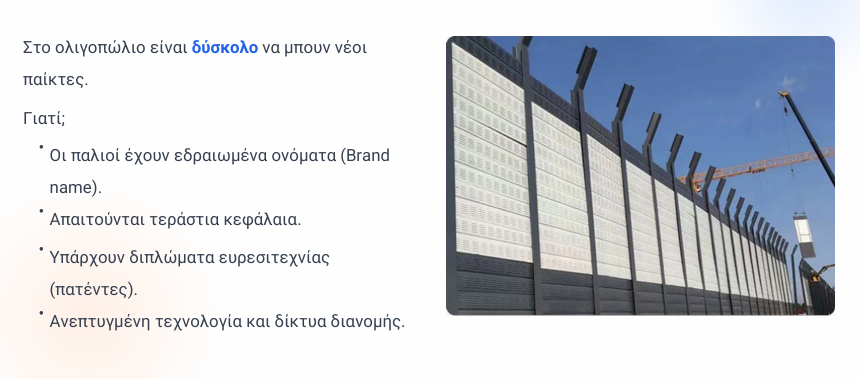 Στο ολιγοπώλιο είναι δύσκολο να μπουν νέοι
παίκτες.
Γιατί;
• Οι παλιοί έχουν εδραιωμένα ονόματα (Brand
name).
• Απαιτούνται τεράστια κεφάλαια.
• Υπάρχουν διπλώματα ευρεσιτεχνίας
(πατέντες).
• Ανεπτυγμένη τεχνολογία και δίκτυα διανομής.